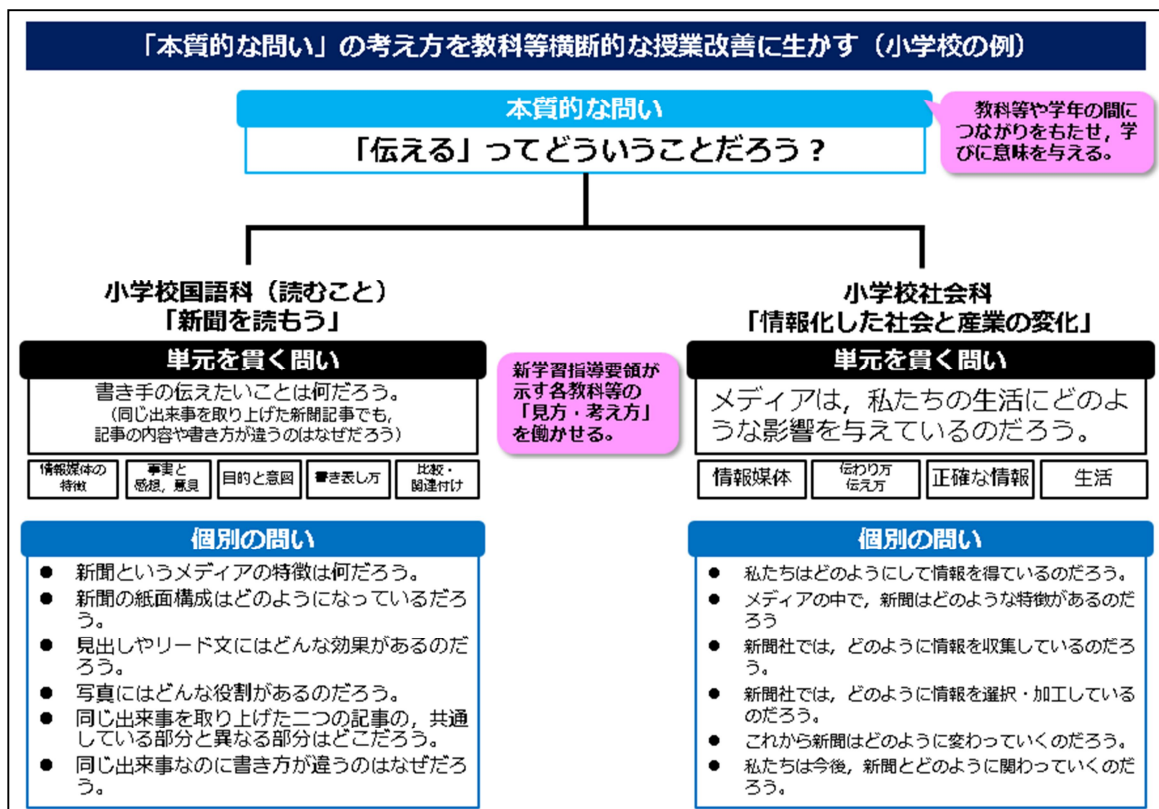 「本質的な問い」の考え方を教科等横断的な授業改善に生かす（小学校の例）
本質的な問い
「伝える」ってどういうことだろう？
教科等や学年の間に
つながりをもたせ，学
びに意味を与える。
小学校国語科（読むこと）
「新聞を読もう」
単元を貫く問い
書き手の伝えたいことは何だろう。
（同じ出来事を取り上げた新聞記事でも，
記事の内容や書き方が違うのはなぜだろう）
情報媒体の
特徴
事実と
感想，意見
目的と意図
書き表し方
比較・
関連付け
個別の問い
● 新聞というメディアの特徴は何だろう。
● 新聞の紙面構成はどのようになっているだろ
う。
● 見出しやリード文にはどんな効果があるのだ
ろう。
● 写真にはどんな役割があるのだろう。
● 同じ出来事を取り上げた二つの記事の，共通
している部分と異なる部分はどこだろう。
● 同じ出来事なのに書き方が違うのはなぜだろ
う。
新学習指導要領が
示す各教科等の
「見方・考え方」
を働かせる。
小学校社会科
「情報化した社会と産業の変化」
単元を貫く問い
メディアは，私たちの生活にどのよ
うな影響を与えているのだろう。
情報媒体
伝わり方
伝え方
正確な情報
生活
個別の問い
● 私たちはどのようにして情報を得ているのだろう。
● メディアの中で，新聞はどのような特徴があるのだ
ろう
● 新聞社では，どのように情報を収集しているのだろ
う。
● 新聞社では，どのように情報を選択・加工している
のだろう。
● これから新聞はどのように変わっていくのだろう。
● 私たちは今後，新聞とどのように関わっていくのだ
ろう。